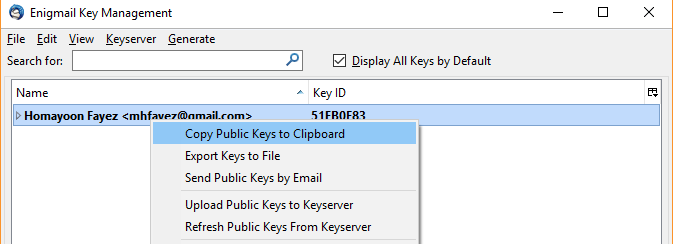 Enigmail Key Management
File Edit View Keyserver Generate
Search for: Display All Keys by Default
Name Key ID
Homayoon Fayez <mhfayez@gmail.com> 51FB0F83
Copy Public Keys to Clipboard
Export Keys to File
Send Public Keys by Email
Upload Public Keys to Keyserver
Refresh Public Keys From Keyserver